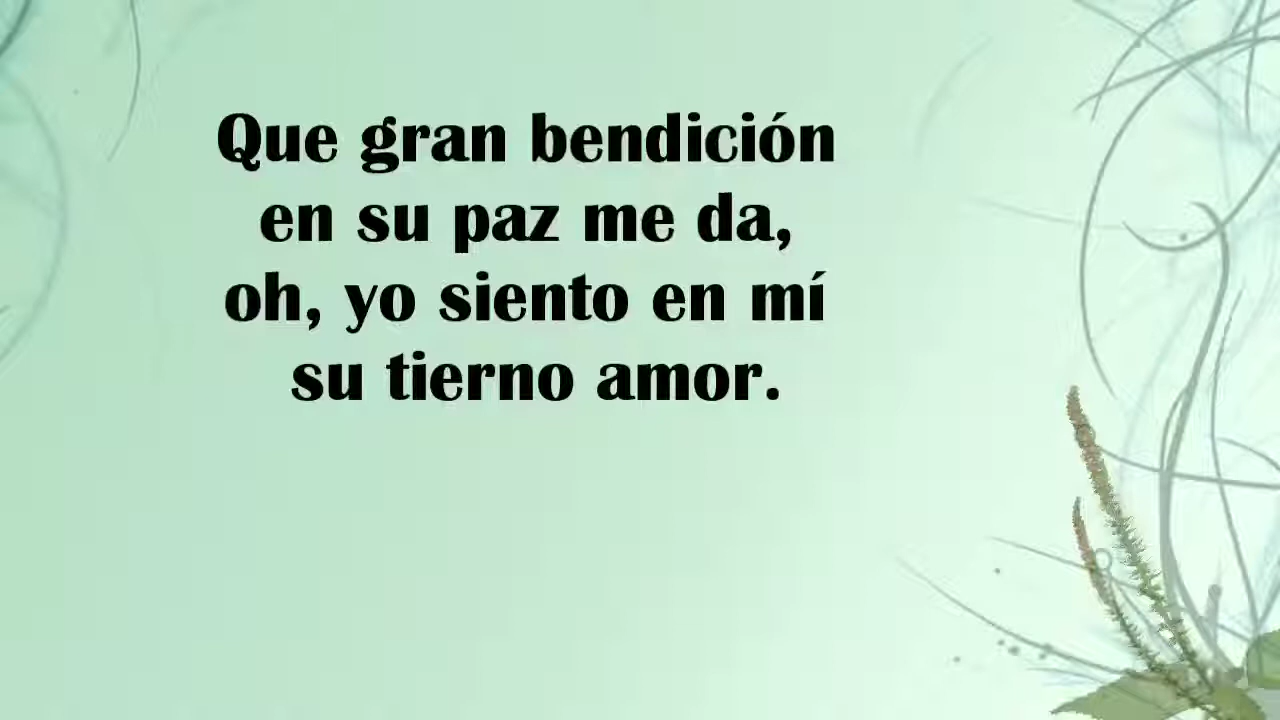 Que gran bendición
en su paz me da,
oh, yo siento en mí
su tierno amor.